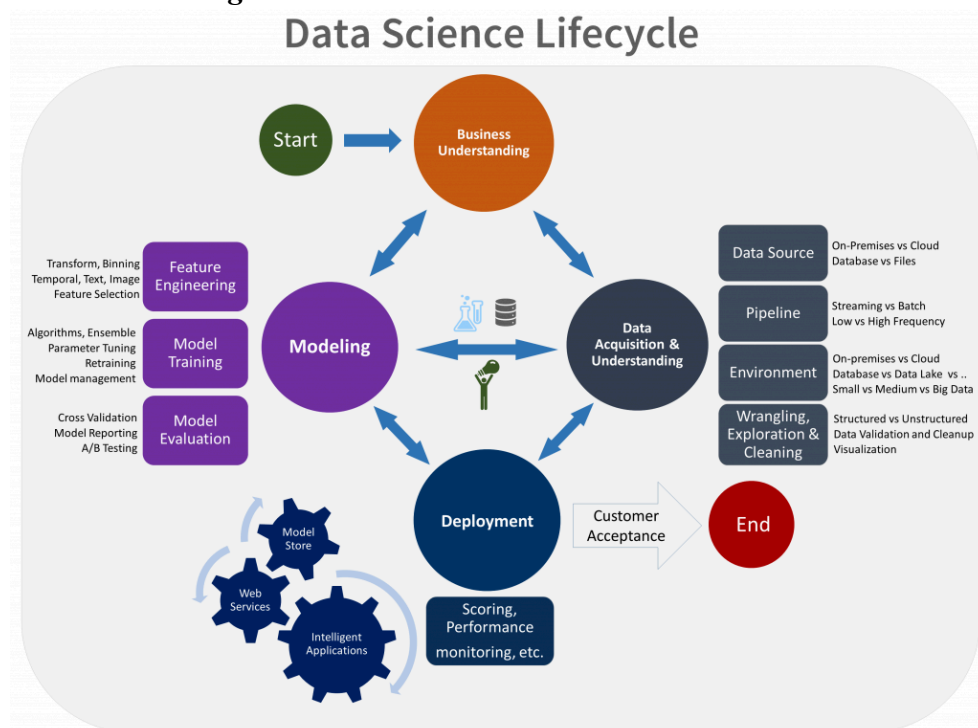 Data Science Lifecycle
Start
Business
Understanding
Transform, Binning
Temporal, Text, Image
Feature Selection
Feature
Engineering
Algorithms, Ensemble
Parameter Tuning
Retraining
Model management
Model
Training
Cross Validation
Model Reporting
A/B Testing
Model
Evaluation
Modeling
Data
Acquisition &
Understanding
Data Source
On-Premises vs Cloud
Database vs Files
Pipeline
Streaming vs Batch
Low vs High Frequency
Environment
On-premises vs Cloud
Database vs Data Lake vs ..
Small vs Medium vs Big Data
Wrangling,
Exploration &
Cleaning
Structured vs Unstructured
Data Validation and Cleanup
Visualization
Deployment
Customer
Acceptance
End
Scoring,
Performance
monitoring, etc.
Model
Store
Web
Services
Intelligent
Applications